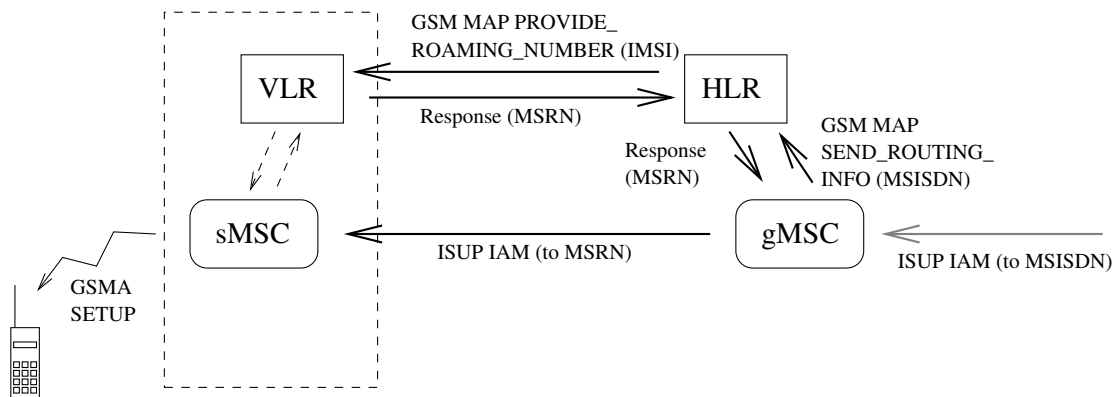 GSM MAP PROVIDE_
ROAMING_NUMBER (IMSI)
VLR
HLR
Response (MSRN)
GSM MAP
SEND_ROUTING_
INFO (MSISDN)
Response
(MSRN)
sMSC
gMSC
ISUP IAM (to MSRN)
ISUP IAM (to MSISDN)
GSMA
SETUP